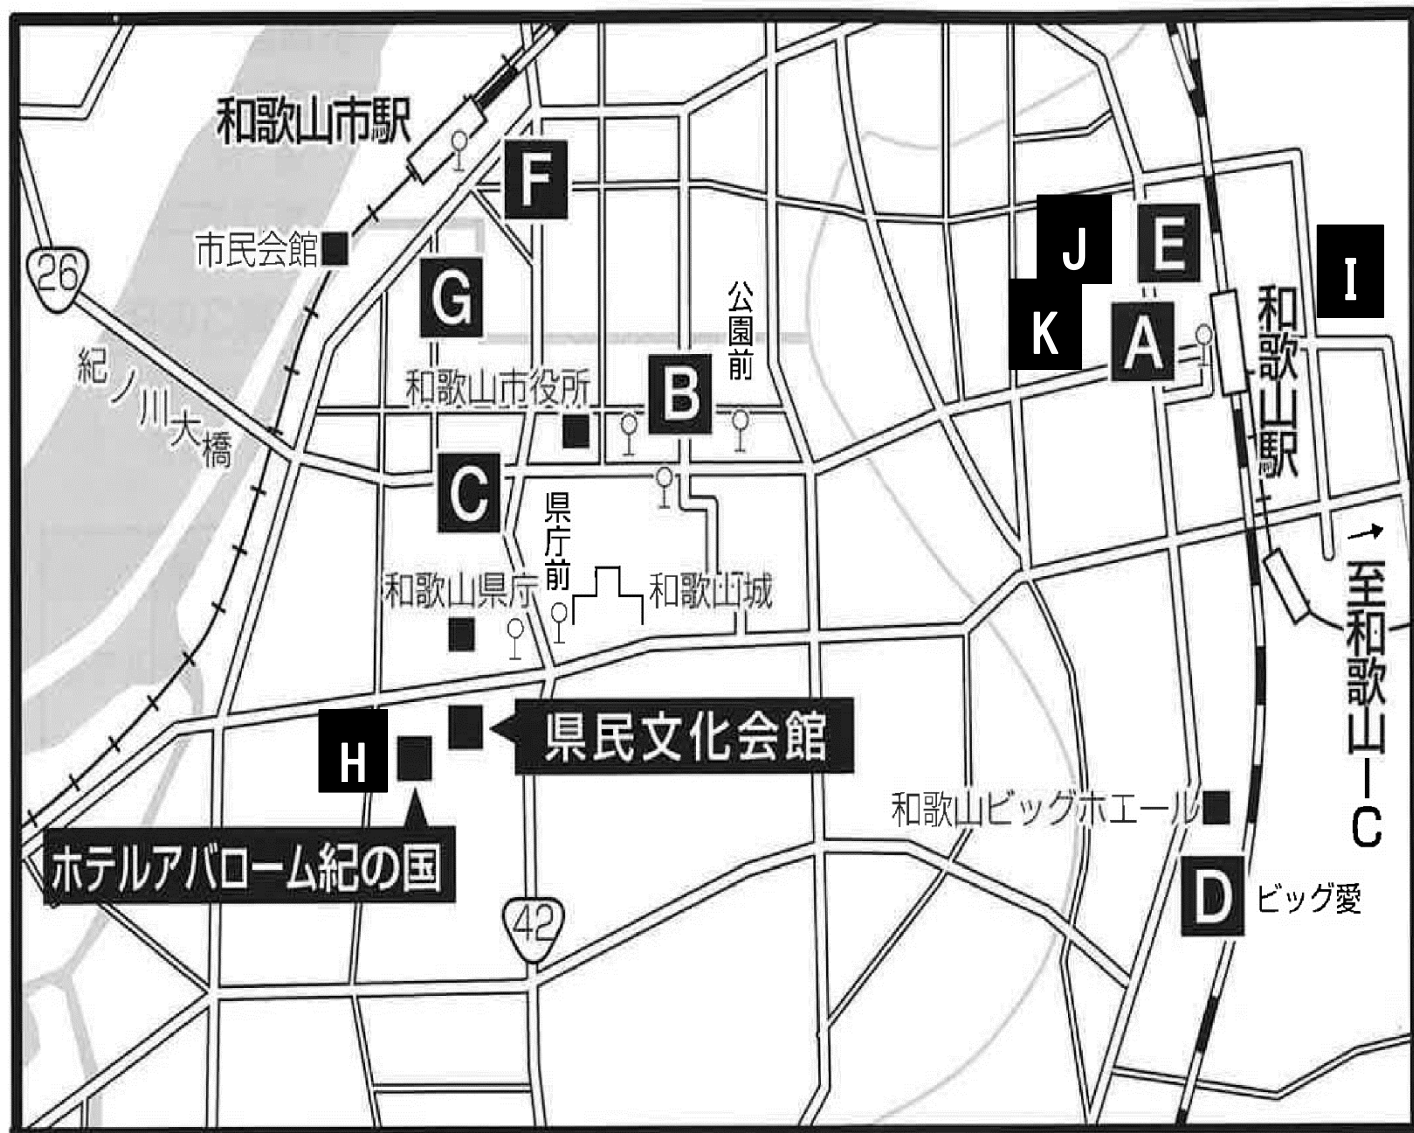 和歌山市駅
F
市民会館
26
G
E
J
I
K
A
公園前
和歌山駅
紀ノ川大橋
和歌山市役所
B
C
県庁前
和歌山県庁
和歌山城
至和歌山I-C
県民文化会館
H
ホテルアバローム紀の国
和歌山ビッグホエール
D
ビッグ愛
42